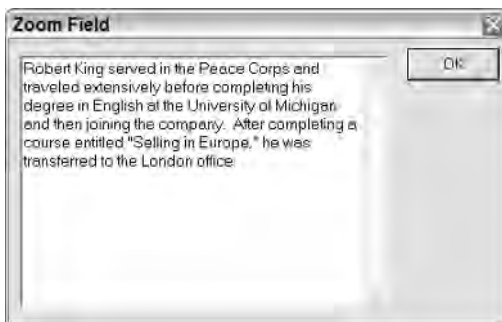 Zoom Field
Robert King served in the Peace Corps and
traveled extensively before completing his
degree in English at the University of Michigan
and then joining the company.  After completing a
course entitled "Selling in Europe," he was
transferred to the London office.
OK